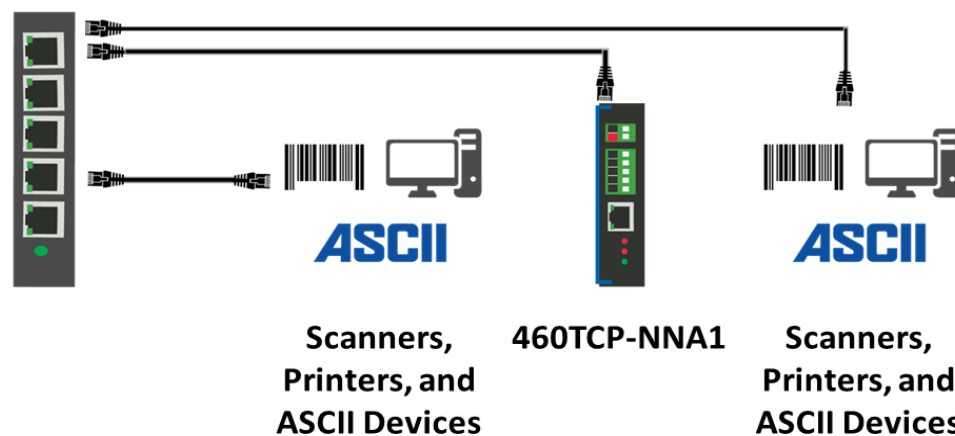 ASCII
ASCII
Scanners,
Printers, and
ASCII Devices
460TCP-NNA1
Scanners,
Printers, and
ASCII Devices